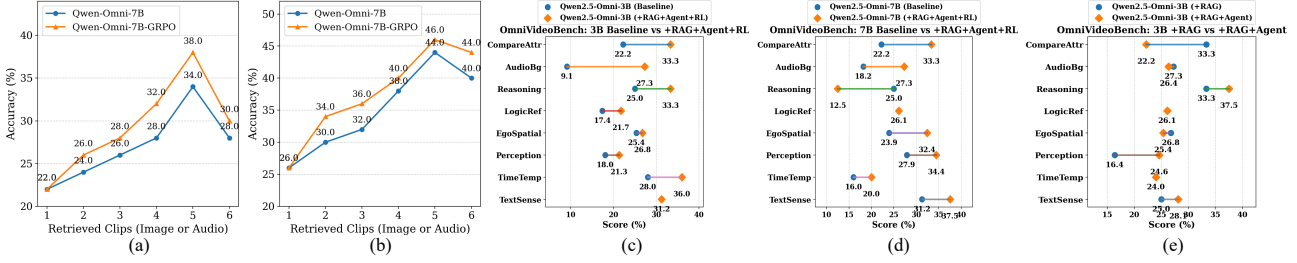 Qwen-Omni-7B
Qwen-Omni-7B-GRPO
Accuracy (%)
40
35
30
25
20
22.0
24.0
26.0
28.0
34.0
28.0
26.0
28.0
32.0
38.0
30.0
1 2 3 4 5 6
Retrieved Clips (Image or Audio)
(a)
Qwen-Omni-7B
Qwen-Omni-7B-GRPO
Accuracy (%)
50
45
40
35
30
25
20
26.0
30.0
32.0
38.0
44.0
40.0
34.0
36.0
40.0
46.0
44.0
1 2 3 4 5 6
Retrieved Clips (Image or Audio)
(b)
Qwen2.5-Omni-3B (Baseline)
Qwen2.5-Omni-3B (+RAG+Agent+RL)
OmniVideoBench: 3B Baseline vs +RAG+Agent+RL
CompareAttr
22.2 33.3
AudioBg
9.1 27.3
Reasoning
25.0 33.3
LogicRef
17.4 21.7
EgoSpatial
25.4 26.8
Perception
18.0 21.3
TimeTemp
28.0 36.0
TextSense
31.2
10 20 30 40
Score (%)
(c)
Qwen2.5-Omni-7B (Baseline)
Qwen2.5-Omni-7B (+RAG+Agent+RL)
OmniVideoBench: 7B Baseline vs +RAG+Agent+RL
CompareAttr
22.2 33.3
AudioBg
18.2 27.3
Reasoning
12.5 25.0
LogicRef
26.1
EgoSpatial
23.9 32.4
Perception
27.9 34.4
TimeTemp
16.0 20.0
TextSense
31.2 37.5
10 15 20 25 30 35 40
Score (%)
(d)
Qwen2.5-Omni-3B (+RAG)
Qwen2.5-Omni-3B (+RAG+Agent)
OmniVideoBench: 3B +RAG vs +RAG+Agent
CompareAttr
22.2 33.3
AudioBg
27.3
26.4
Reasoning
33.3 37.5
LogicRef
26.1
EgoSpatial
26.8
25.4
Perception
16.4 24.6
TimeTemp
24.0
TextSense
25.0 28.1
15 20 25 30 35 40
Score (%)
(e)